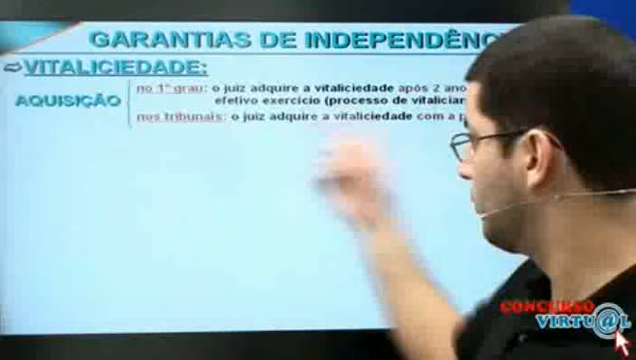 GARANTIAS DE INDEPENDÊNC
⇨VITALICIEDADE:
no 1º grau: o juiz adquire a vitaliciedade após 2 ano
AQUISIÇÃO
efetivo exercício (processo de vitalician
nos tribunais: o juiz adquire a vitaliciedade com a p
CONCURSO
VIRTU@L